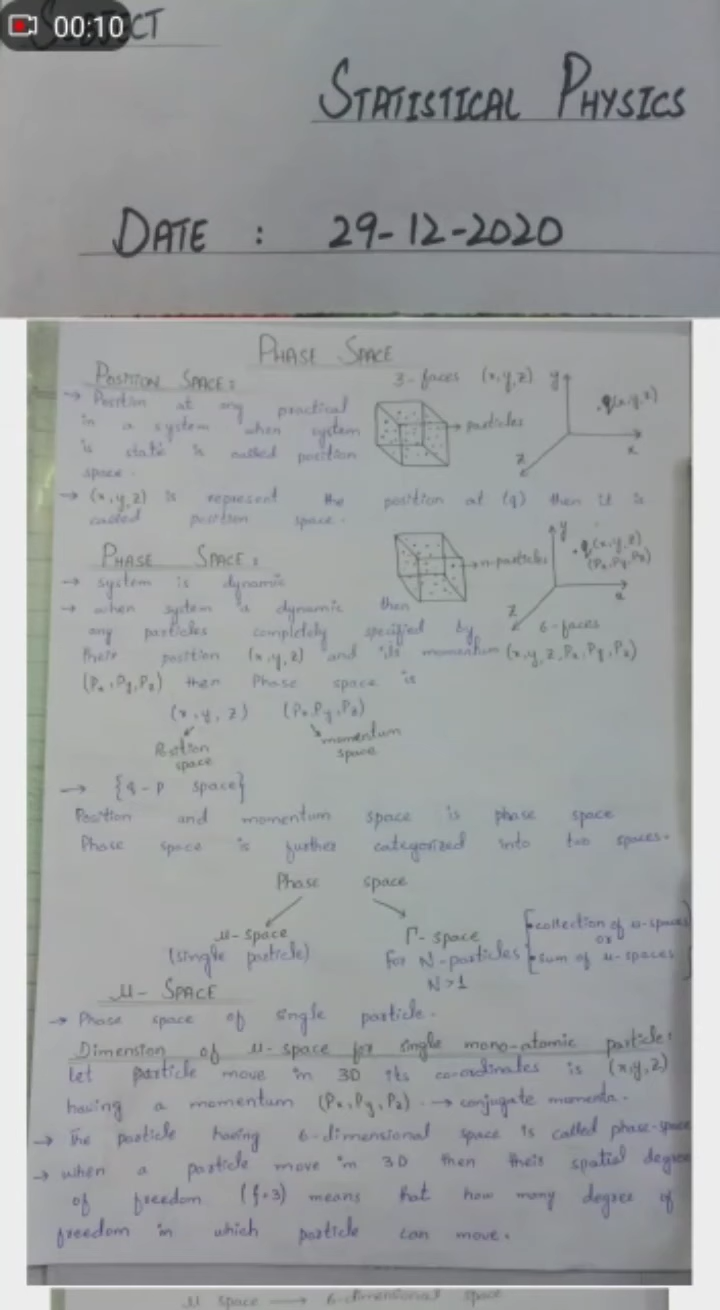 00:10
SUBJECT
STATISTICAL PHYSICS
DATE : 29-12-2020
PHASE SPACE
POSITION SPACE:
3-faces (x,y,z)
y
→ Position at any practical
in a system when system
is static is called position
space.
→ particles
q(x,y,z)
x
z
→ (x,y,z) is represent the position at (q) then it is
called position space.
PHASE SPACE:
→ system is dynamic
→ when system is dynamic then
any particles completely specified by
their position (x,y,z) and its momentum
(Px,Py,Pz) then Phase space is
→ n-particles
y
q(x,y,z)
(Px,Py,Pz)
x
z
6-faces
(x,y,z,Px,Py,Pz)
(x,y,z) (Px,Py,Pz)
Position space
momentum space
→ {q-p space}
Position and momentum space is phase space
Phase space is further categorized into two spaces.
Phase space
μ-space
(single particle)
Γ-space
for N-particles
N>1
collection of μ-spaces
or
sum of μ-spaces
μ-SPACE
→ Phase space of single particle.
Dimension of μ-space for single mono-atomic particle:
let particle move in 3D its co-ordinates is (x,y,z)
having a momentum (Px,Py,Pz). → conjugate momenta.
→ The particle having 6-dimensional space is called phase-space
→ when a particle move in 3D then their spatial degree
of freedom (f=3) means that how many degree of
freedom in which particle can move.
μ space → 6-dimensional space